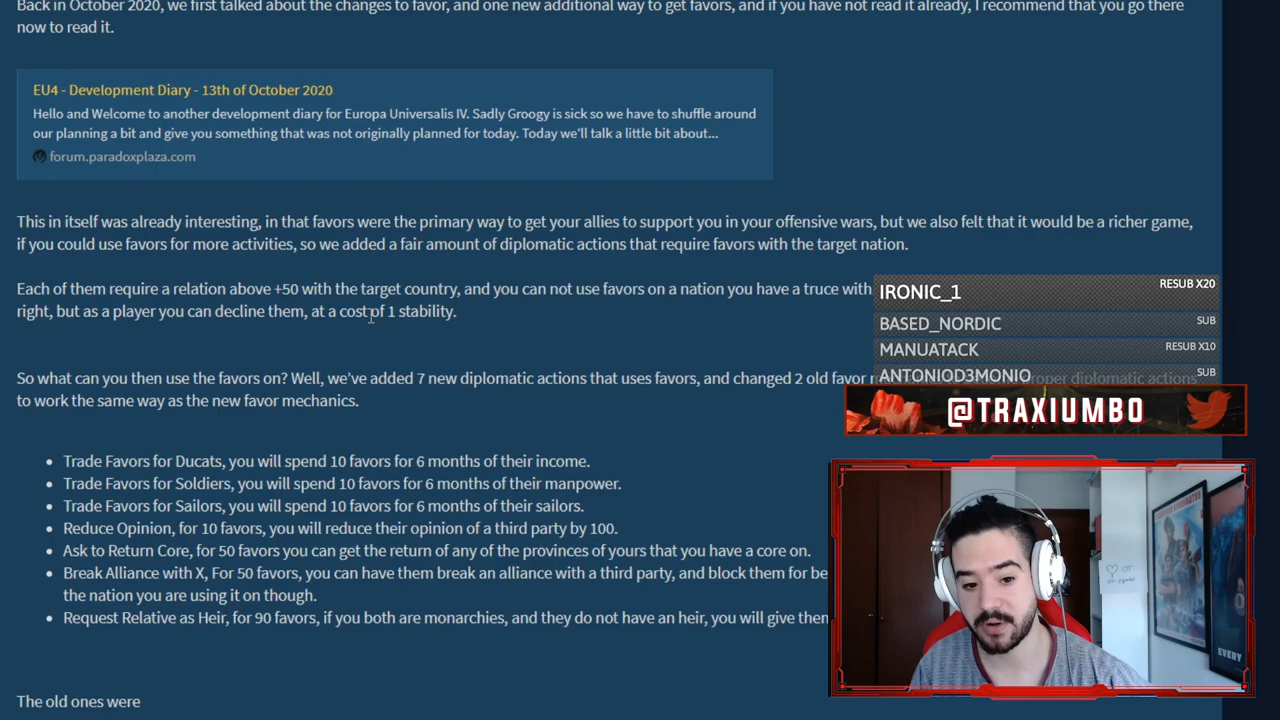 Back in October 2020, we first talked about the changes to favor, and one new additional way to get favors, and if you have not read it already, I recommend that you go there
now to read it.
EU4 - Development Diary - 13th of October 2020
Hello and Welcome to another development diary for Europa Universalis IV. Sadly Groogy is sick so we have to shuffle around
our planning a bit and give you something that was not originally planned for today. Today we'll talk a little bit about...
forum.paradoxplaza.com
This in itself was already interesting, in that favors were the primary way to get your allies to support you in your offensive wars, but we also felt that it would be a richer game,
if you could use favors for more activities, so we added a fair amount of diplomatic actions that require favors with the target nation.
Each of them require a relation above +50 with the target country, and you can not use favors on a nation you have a truce with
right, but as a player you can decline them, at a cost of 1 stability.
So what can you then use the favors on? Well, we've added 7 new diplomatic actions that uses favors, and changed 2 old favor proper diplomatic actions
to work the same way as the new favor mechanics.
• Trade Favors for Ducats, you will spend 10 favors for 6 months of their income.
• Trade Favors for Soldiers, you will spend 10 favors for 6 months of their manpower.
• Trade Favors for Sailors, you will spend 10 favors for 6 months of their sailors.
• Reduce Opinion, for 10 favors, you will reduce their opinion of a third party by 100.
• Ask to Return Core, for 50 favors you can get the return of any of the provinces of yours that you have a core on.
• Break Alliance with X, For 50 favors, you can have them break an alliance with a third party, and block them for be
the nation you are using it on though.
• Request Relative as Heir, for 90 favors, if you both are monarchies, and they do not have an heir, you will give then
The old ones were
IRONIC_1 RESUB X20
BASED_NORDIC SUB
MANUATACK RESUB X10
ANTONIOD3MONIO SUB
@TRAXIUMBO
EVERY